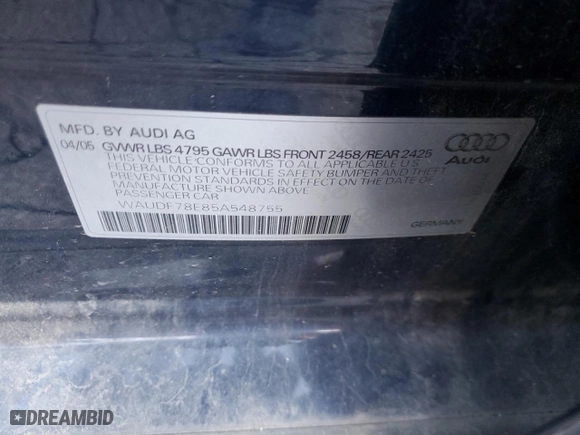 MFD. BY AUDI AG
04/05 GVWR LBS 4795 GAWR LBS FRONT 2458/REAR 2425
THIS VEHICLE CONFORMS TO ALL APPLICABLE U.S.
FEDERAL MOTOR VEHICLE SAFETY BUMPER AND THEFT
PREVENTION STANDARDS IN EFFECT ON THE DATE OF
MANUFACTURE SHOWN ABOVE
PASSENGER CAR
WAUDF78E85A548755
Audi
GERMANY
DREAMBID